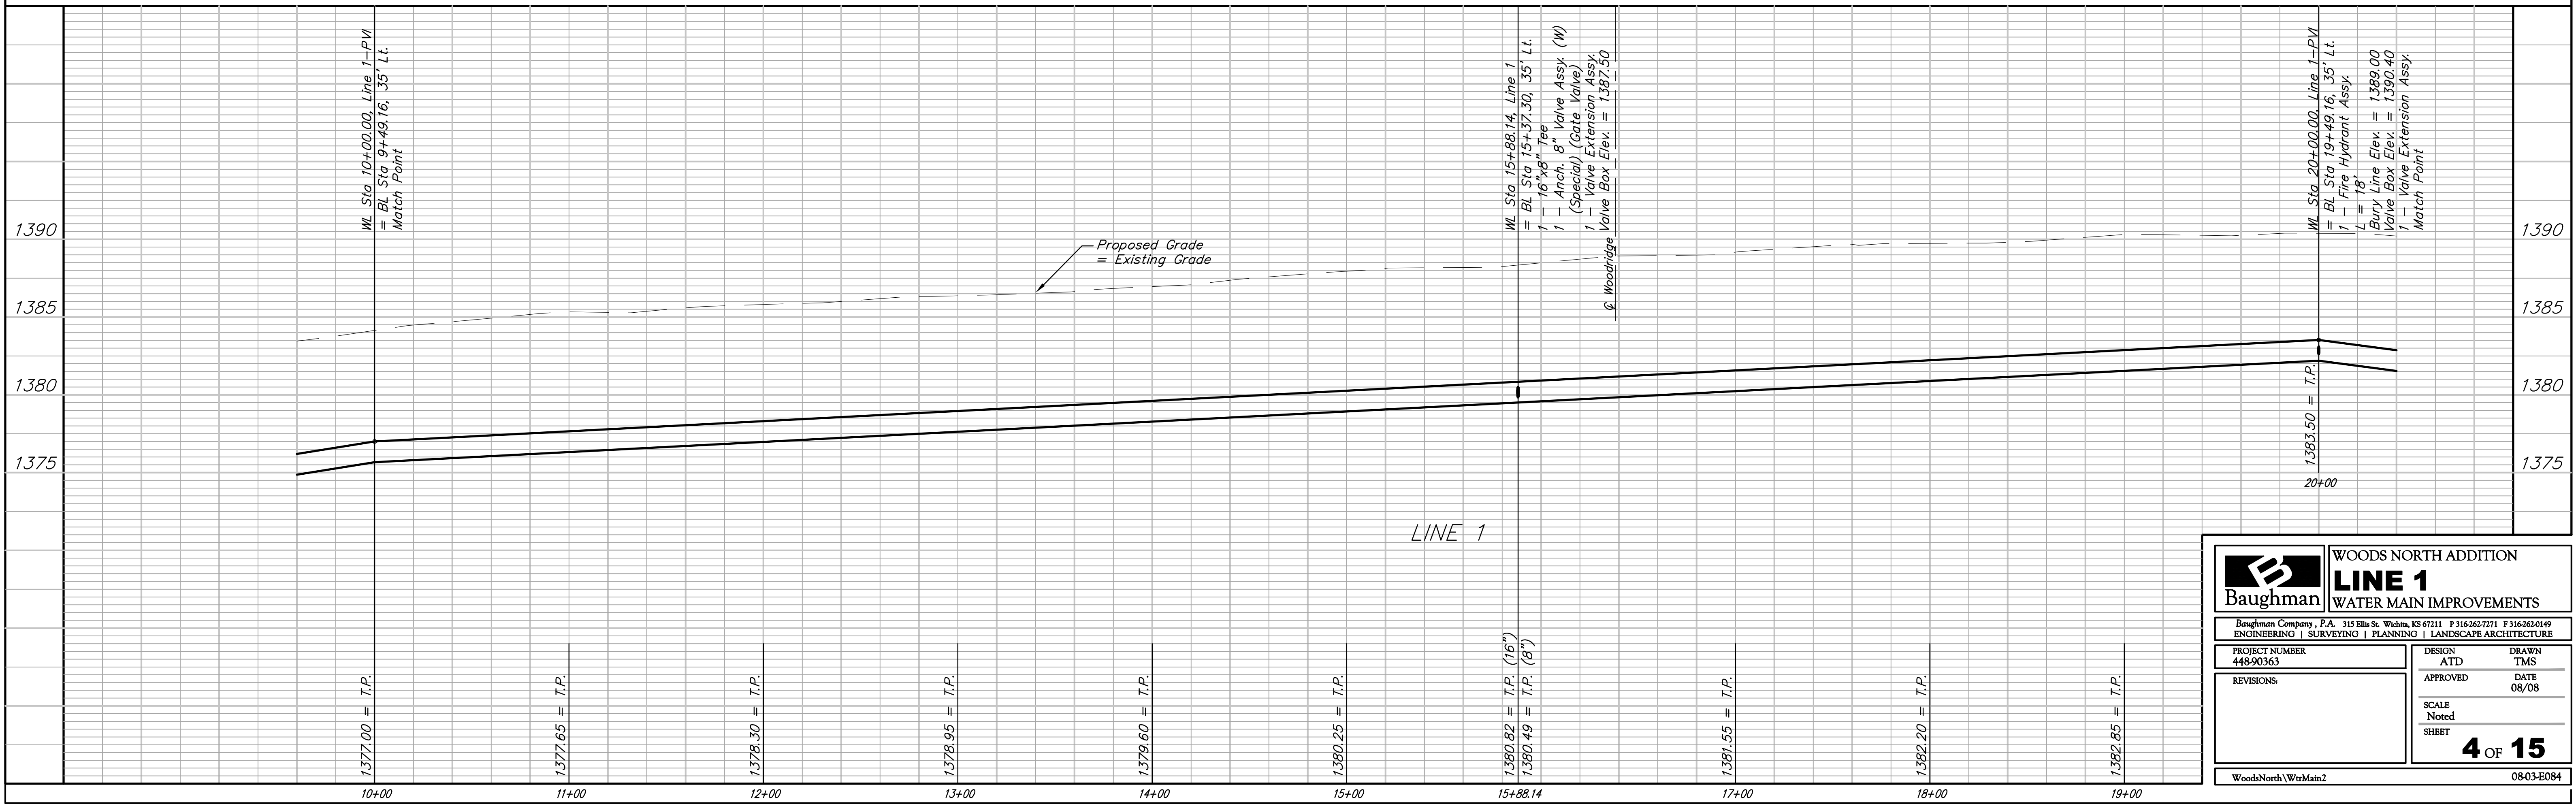 WL Sta 10+00.00, Line 1-PVI
= BL Sta 9+49.16, 35' Lt.
Match Point
WL Sta 15+88.14, Line 1
= BL Sta 15+37.30, 35' Lt.
1 - 16"x8" Tee
1 - Anch. 8" Valve Assy. (W)
(Special) (Gate Valve)
1 - Valve Extension Assy.
Valve Box Elev. = 1387.50
℄ Woodridge
WL Sta 20+00.00, Line 1-PVI
= BL Sta 19+49.16, 35' Lt.
1 - Fire Hydrant Assy.
L = 18'
Bury Line Elev. = 1389.00
Valve Box Elev. = 1390.40
1 - Valve Extension Assy.
Match Point
1390
1385
1380
1375
Proposed Grade
= Existing Grade
1390
1385
1380
1375
1383.50 = T.P.
20+00
LINE 1
1377.00 = T.P.
1377.65 = T.P.
1378.30 = T.P.
1378.95 = T.P.
1379.60 = T.P.
1380.25 = T.P.
1380.82 = T.P. (16")
1380.49 = T.P. (8")
1381.55 = T.P.
1382.20 = T.P.
1382.85 = T.P.
10+00
11+00
12+00
13+00
14+00
15+00
15+88.14
17+00
18+00
19+00
B
Baughman
WOODS NORTH ADDITION
LINE 1
WATER MAIN IMPROVEMENTS
Baughman Company, P.A. 315 Ellis St. Wichita, KS 67211 P 316-262-7271 F 316-262-0149
ENGINEERING | SURVEYING | PLANNING | LANDSCAPE ARCHITECTURE
PROJECT NUMBER
448-90363
REVISIONS:
DESIGN
ATD
DRAWN
TMS
APPROVED
DATE
08/08
SCALE
Noted
SHEET
4 OF 15
WoodsNorth\WtrMain2
08-03-E084